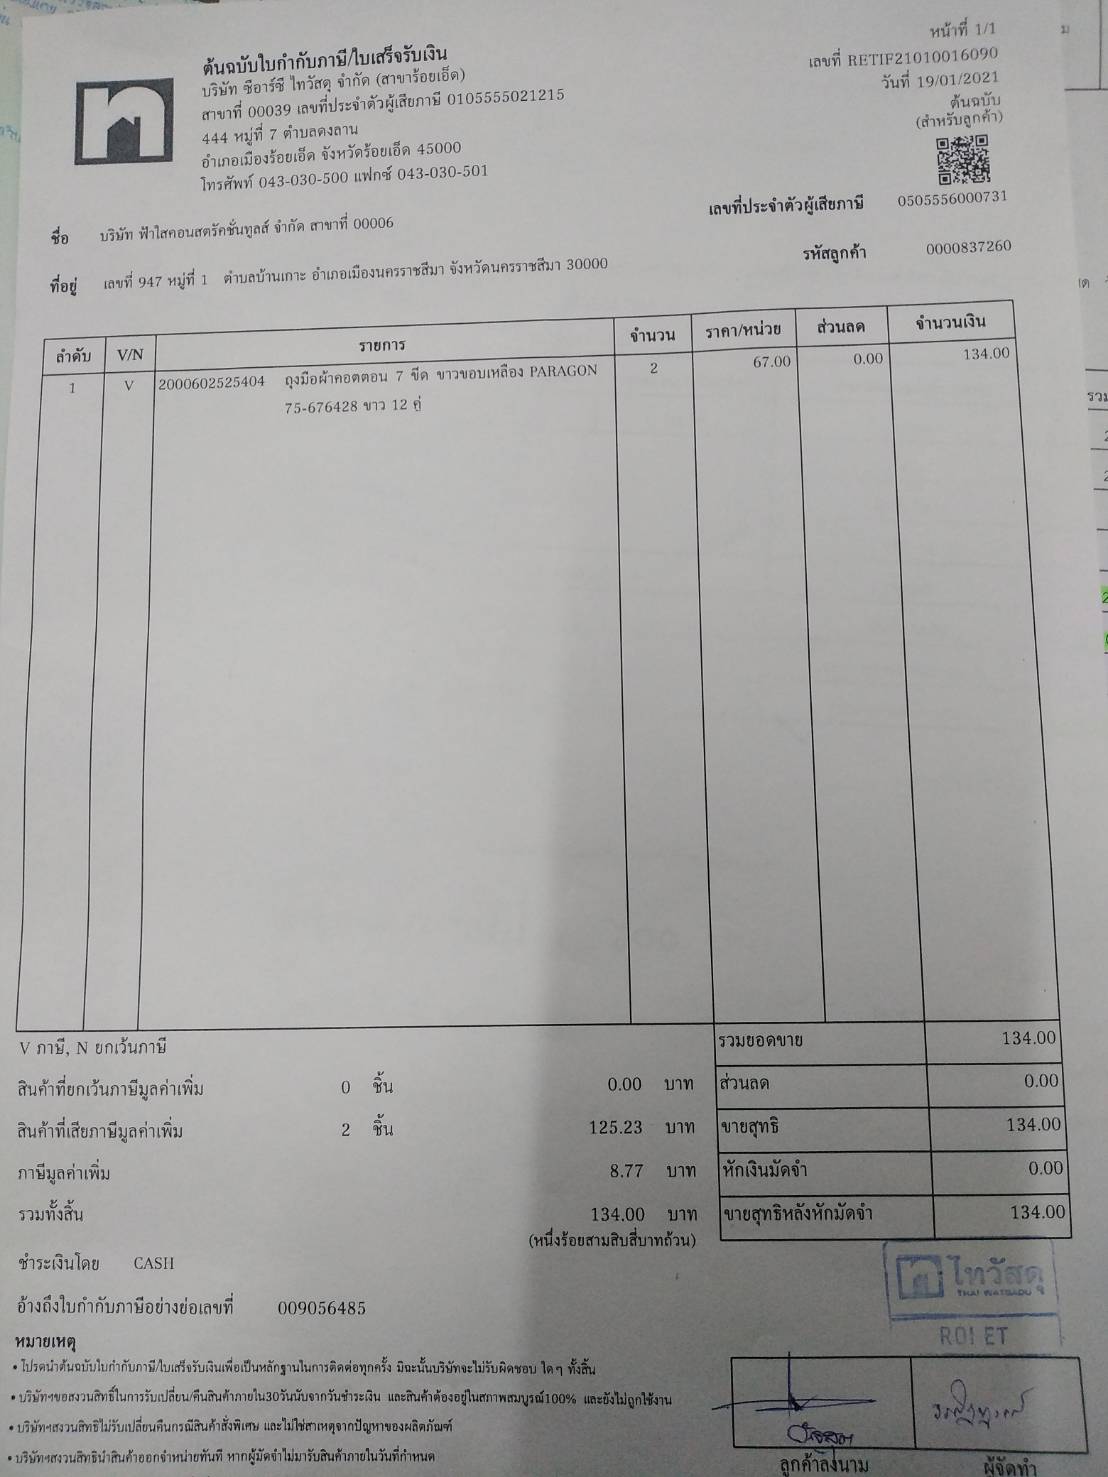 หน้าที่ 1/1
ต้นฉบับใบกำกับภาษี/ใบเสร็จรับเงิน
เลขที่ RETIF21010016090
บริษัท ซีอาร์ซี ไทวัสดุ จำกัด (สาขาร้อยเอ็ด)
วันที่ 19/01/2021
สาขาที่ 00039 เลขที่ประจำตัวผู้เสียภาษี 0105555021215
ต้นฉบับ
444 หมู่ที่ 7 ตำบลดงลาน
(สำหรับลูกค้า)
อำเภอเมืองร้อยเอ็ด จังหวัดร้อยเอ็ด 45000
โทรศัพท์ 043-030-500 แฟกซ์ 043-030-501
เลขที่ประจำตัวผู้เสียภาษี 0505556000731
ชื่อ บริษัท ฟ้าใสคอนสตรัคชั่นทูลส์ จำกัด สาขาที่ 00006
รหัสลูกค้า 0000837260
ที่อยู่ เลขที่ 947 หมู่ที่ 1 ตำบลบ้านเกาะ อำเภอเมืองนครราชสีมา จังหวัดนครราชสีมา 30000
ลำดับ V/N รายการ จำนวน ราคา/หน่วย ส่วนลด จำนวนเงิน
1 V 2000602525404 ถุงมือผ้าคอตตอน 7 ขีด ขาวขอบเหลือง PARAGON 2 67.00 0.00 134.00
75-676428 ขาว 12 คู่
V ภาษี, N ยกเว้นภาษี รวมยอดขาย 134.00
สินค้าที่ยกเว้นภาษีมูลค่าเพิ่ม 0 ชิ้น 0.00 บาท ส่วนลด 0.00
สินค้าที่เสียภาษีมูลค่าเพิ่ม 2 ชิ้น 125.23 บาท ขายสุทธิ 134.00
ภาษีมูลค่าเพิ่ม 8.77 บาท หักเงินมัดจำ 0.00
รวมทั้งสิ้น 134.00 บาท ขายสุทธิหลังหักมัดจำ 134.00
(หนึ่งร้อยสามสิบสี่บาทถ้วน)
ชำระเงินโดย CASH
ไทวัสดุ
THAI WATSADU
อ้างถึงใบกำกับภาษีอย่างย่อเลขที่ 009056485
ROI ET
หมายเหตุ
• โปรดนำต้นฉบับใบกำกับภาษี/ใบเสร็จรับเงินเพื่อเป็นหลักฐานในการติดต่อทุกครั้ง มิฉะนั้นบริษัทจะไม่รับผิดชอบ ใดๆ ทั้งสิ้น
• บริษัทฯขอสงวนสิทธิ์ในการรับเปลี่ยน/คืนสินค้าภายใน30วันนับจากวันชำระเงิน และสินค้าต้องอยู่ในสภาพสมบูรณ์100% และยังไม่ถูกใช้งาน
• บริษัทฯสงวนสิทธิไม่รับเปลี่ยนคืนกรณีสินค้าสั่งพิเศษ และไม่ใช่สาเหตุจากปัญหาของผลิตภัณฑ์
• บริษัทฯสงวนสิทธินำสินค้าออกจำหน่ายทันที หากผู้มัดจำไม่มารับสินค้าภายในวันที่กำหนด
ลูกค้าลงนาม ผู้จัดทำ